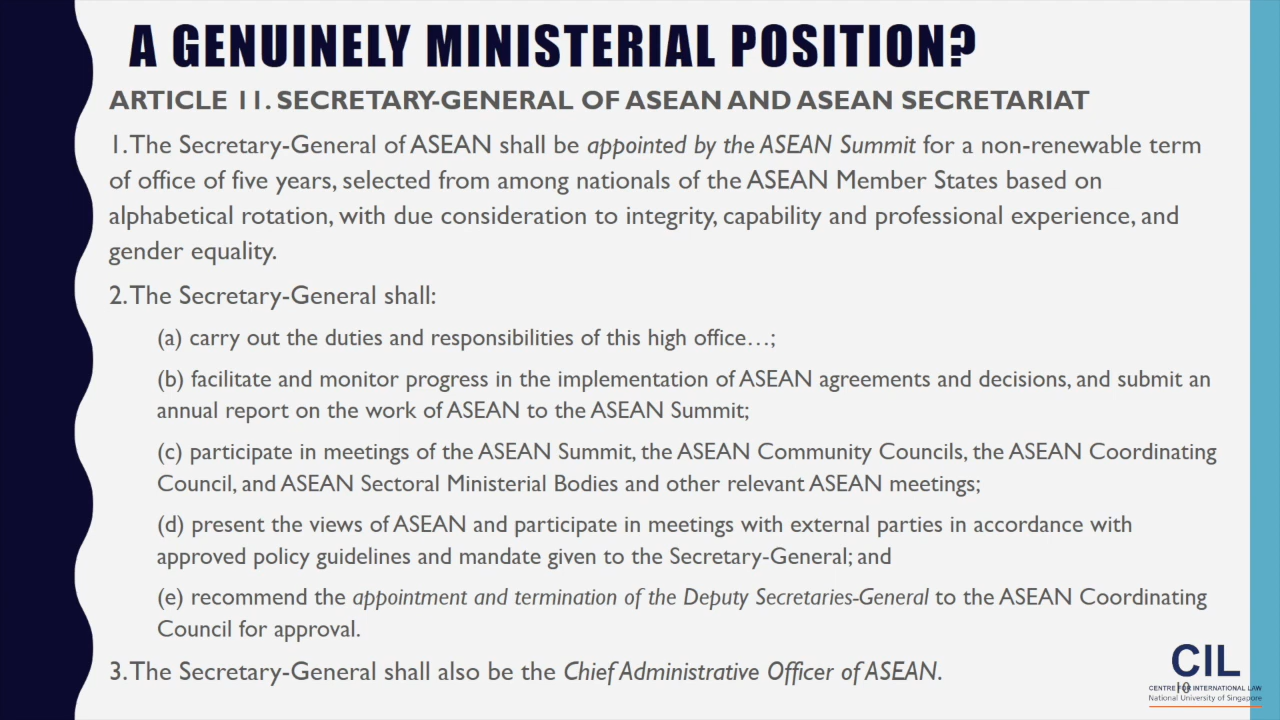 A GENUINELY MINISTERIAL POSITION?
ARTICLE 11. SECRETARY-GENERAL OF ASEAN AND ASEAN SECRETARIAT
1. The Secretary-General of ASEAN shall be appointed by the ASEAN Summit for a non-renewable term
of office of five years, selected from among nationals of the ASEAN Member States based on
alphabetical rotation, with due consideration to integrity, capability and professional experience, and
gender equality.
2. The Secretary-General shall:
(a) carry out the duties and responsibilities of this high office…;
(b) facilitate and monitor progress in the implementation of ASEAN agreements and decisions, and submit an
annual report on the work of ASEAN to the ASEAN Summit;
(c) participate in meetings of the ASEAN Summit, the ASEAN Community Councils, the ASEAN Coordinating
Council, and ASEAN Sectoral Ministerial Bodies and other relevant ASEAN meetings;
(d) present the views of ASEAN and participate in meetings with external parties in accordance with
approved policy guidelines and mandate given to the Secretary-General; and
(e) recommend the appointment and termination of the Deputy Secretaries-General to the ASEAN Coordinating
Council for approval.
3. The Secretary-General shall also be the Chief Administrative Officer of ASEAN.
CIL
10
CENTRE FOR INTERNATIONAL LAW
National University of Singapore